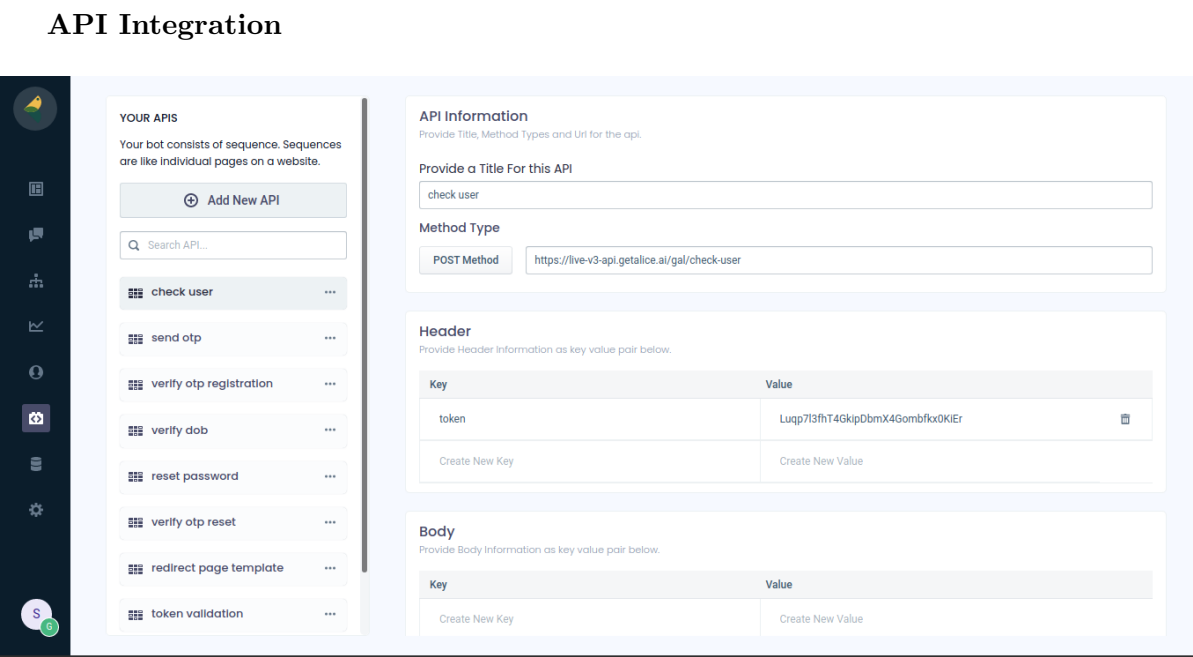 API Integration
YOUR APIS
Your bot consists of sequence. Sequences
are like individual pages on a website.
Add New API
Search API...
check user
send otp
verify otp registration
verify dob
reset password
verify otp reset
redirect page template
token validation
API Information
Provide Title, Method Types and Url for the api.
Provide a Title For this API
check user
Method Type
POST Method https://live-v3-api.getalice.ai/gal/check-user
Header
Provide Header Information as key value pair below.
Key Value
token Luqp7l3fhT4GkipDbmX4Gombfkx0KiEr
Create New Key Create New Value
Body
Provide Body Information as key value pair below.
Key Value
Create New Key Create New Value
S
G